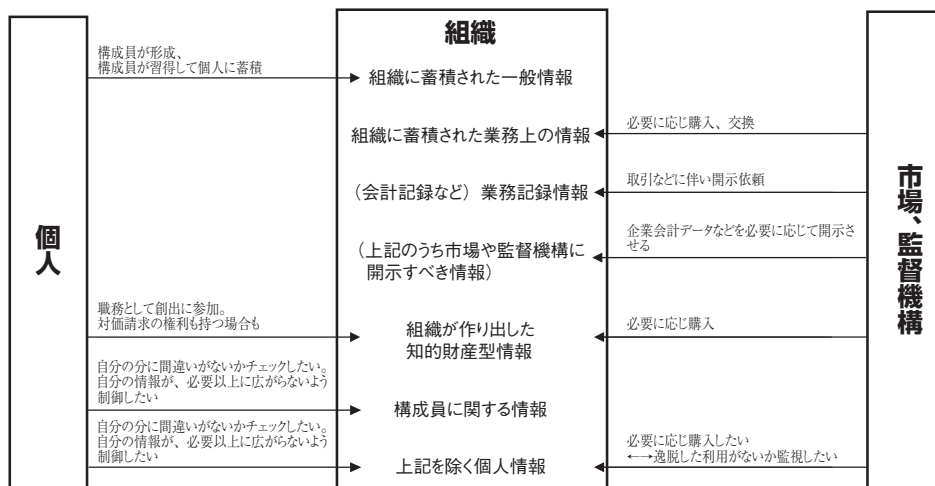 個人
構成員が形成、
構成員が習得して個人に蓄積
職務として創出に参加。
対価請求の権利も持つ場合も
自分の分に間違いがないかチェックしたい。
自分の情報が、必要以上に広がらないよう
制御したい
自分の分に間違いがないかチェックしたい。
自分の情報が、必要以上に広がらないよう
制御したい
組織
組織に蓄積された一般情報
組織に蓄積された業務上の情報
（会計記録など）業務記録情報
（上記のうち市場や監督機構に
開示すべき情報）
組織が作り出した
知的財産型情報
構成員に関する情報
上記を除く個人情報
必要に応じ購入、交換
取引などに伴い開示依頼
企業会計データなどを必要に応じて開示さ
せる
必要に応じ購入
必要に応じ購入したい
←→逸脱した利用がないか監視したい
市場、監督機構